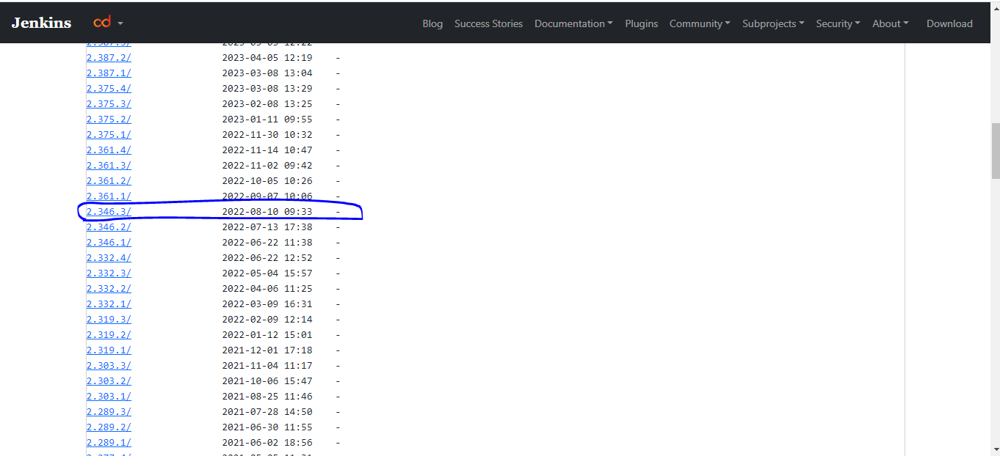 Jenkins cd Blog Success Stories Documentation Plugins Community Subprojects Security About Download
2.387.2/ 2023-04-05 12:19 -
2.387.1/ 2023-03-08 13:04 -
2.375.4/ 2023-03-08 13:29 -
2.375.3/ 2023-02-08 13:25 -
2.375.2/ 2023-01-11 09:55 -
2.375.1/ 2022-11-30 10:32 -
2.361.4/ 2022-11-14 10:47 -
2.361.3/ 2022-11-02 09:42 -
2.361.2/ 2022-10-05 10:26 -
2.361.1/ 2022-09-07 10:06 -
2.346.3/ 2022-08-10 09:33 -
2.346.2/ 2022-07-13 17:38 -
2.346.1/ 2022-06-22 11:38 -
2.332.4/ 2022-06-22 12:52 -
2.332.3/ 2022-05-04 15:57 -
2.332.2/ 2022-04-06 11:25 -
2.332.1/ 2022-03-09 16:31 -
2.319.3/ 2022-02-09 12:14 -
2.319.2/ 2022-01-12 15:01 -
2.319.1/ 2021-12-01 17:18 -
2.303.3/ 2021-11-04 11:17 -
2.303.2/ 2021-10-06 15:47 -
2.303.1/ 2021-08-25 11:46 -
2.289.3/ 2021-07-28 14:50 -
2.289.2/ 2021-06-30 11:55 -
2.289.1/ 2021-06-02 18:56 -